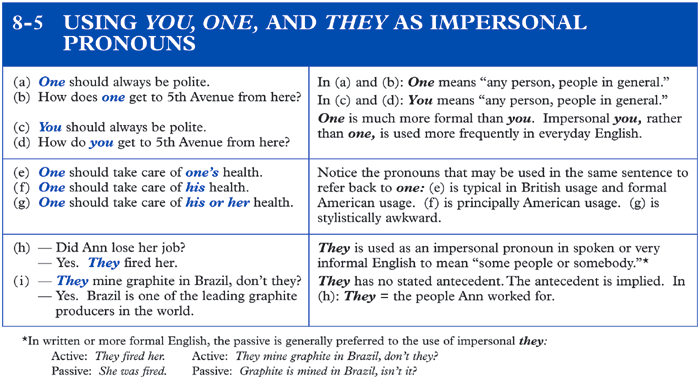 8-5 USING YOU, ONE, AND THEY AS IMPERSONAL
PRONOUNS
(a) One should always be polite.
(b) How does one get to 5th Avenue from here?
(c) You should always be polite.
(d) How do you get to 5th Avenue from here?
In (a) and (b): One means “any person, people in general.”
In (c) and (d): You means “any person, people in general.”
One is much more formal than you. Impersonal you, rather
than one, is used more frequently in everyday English.
(e) One should take care of one’s health.
(f) One should take care of his health.
(g) One should take care of his or her health.
Notice the pronouns that may be used in the same sentence to
refer back to one: (e) is typical in British usage and formal
American usage. (f) is principally American usage. (g) is
stylistically awkward.
(h) — Did Ann lose her job?
— Yes. They fired her.
(i) — They mine graphite in Brazil, don’t they?
— Yes. Brazil is one of the leading graphite
producers in the world.
They is used as an impersonal pronoun in spoken or very
informal English to mean “some people or somebody.”*
They has no stated antecedent. The antecedent is implied. In
(h): They = the people Ann worked for.
*In written or more formal English, the passive is generally preferred to the use of impersonal they:
Active: They fired her. Active: They mine graphite in Brazil, don’t they?
Passive: She was fired. Passive: Graphite is mined in Brazil, isn’t it?